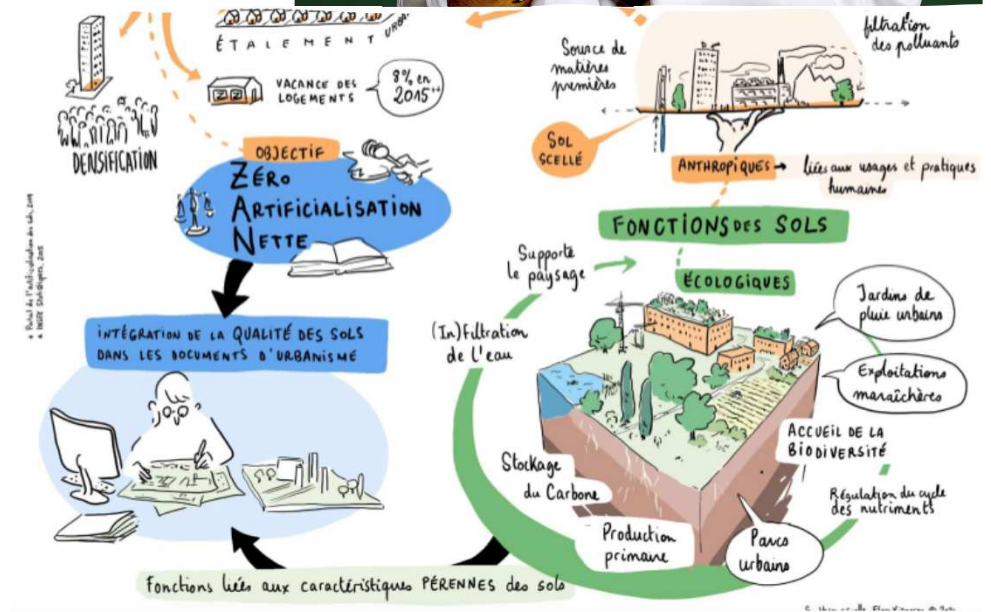 ÉTALEMENT URBAIN
VACANCE DES
LOGEMENTS
8% en
2015**
DENSIFICATION
OBJECTIF
ZÉRO
ARTIFICIALISATION
NETTE
INTÉGRATION DE LA QUALITÉ DES SOLS
DANS LES DOCUMENTS D'URBANISME
Source de
matières
premières
filtration
des polluants
SOL
SCELLÉ
ANTHROPIQUES → liées aux usages et pratiques
humaines
FONCTIONS DES SOLS
ÉCOLOGIQUES
Supporte
le paysage
(In)Filtration
de l'eau
Jardins de
pluie urbains
Exploitations
maraîchères
ACCUEIL DE LA
BIODIVERSITÉ
Stockage
du Carbone
Régulation du cycle
des nutriments
Production
primaire
Parcs
urbains
Fonctions liées aux caractéristiques PÉRENNES des sols